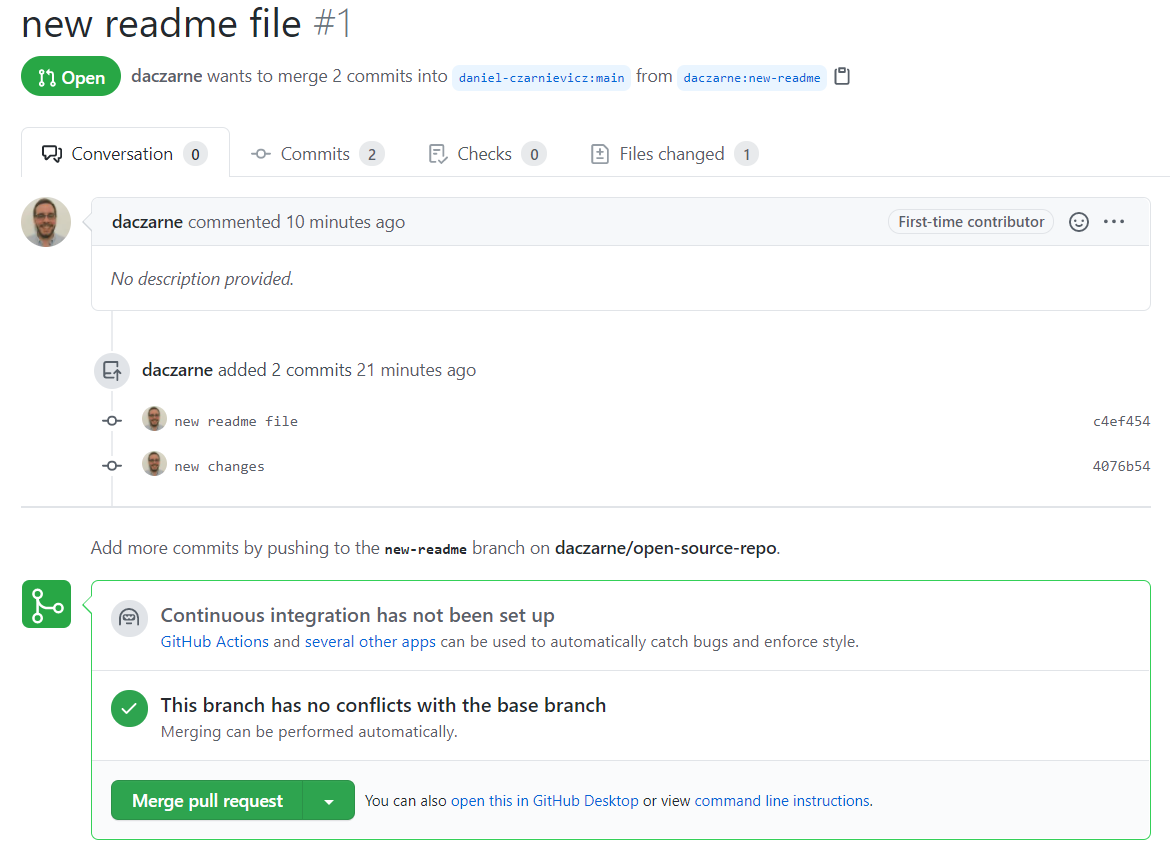 new readme file #1
Open daczarne wants to merge 2 commits into daniel-czarnievicz:main from daczarne:new-readme
Conversation 0 Commits 2 Checks 0 Files changed 1
daczarne commented 10 minutes ago First-time contributor
No description provided.
daczarne added 2 commits 21 minutes ago
new readme file c4ef454
new changes 4076b54
Add more commits by pushing to the new-readme branch on daczarne/open-source-repo.
Continuous integration has not been set up
GitHub Actions and several other apps can be used to automatically catch bugs and enforce style.
This branch has no conflicts with the base branch
Merging can be performed automatically.
Merge pull request You can also open this in GitHub Desktop or view command line instructions.